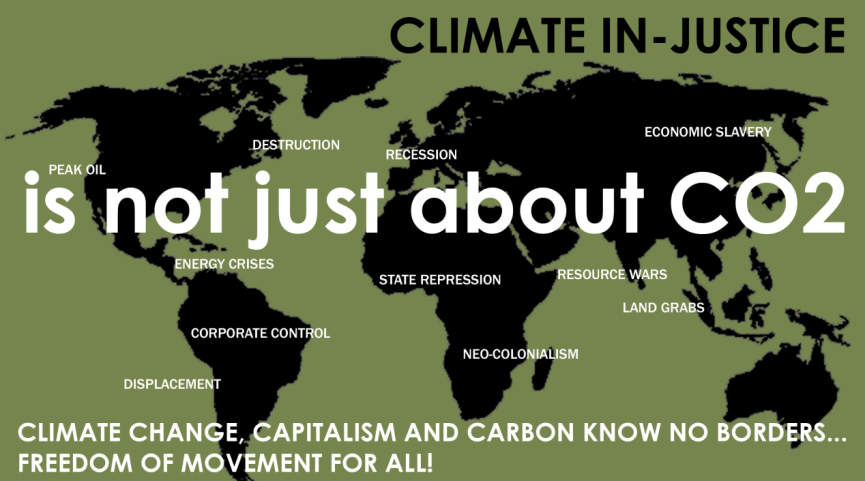 CLIMATE IN-JUSTICE
DESTRUCTION
ECONOMIC SLAVERY
RECESSION
PEAK OIL
is not just about CO2
ENERGY CRISES
STATE REPRESSION
RESOURCE WARS
LAND GRABS
CORPORATE CONTROL
NEO-COLONIALISM
DISPLACEMENT
CLIMATE CHANGE, CAPITALISM AND CARBON KNOW NO BORDERS...
FREEDOM OF MOVEMENT FOR ALL!